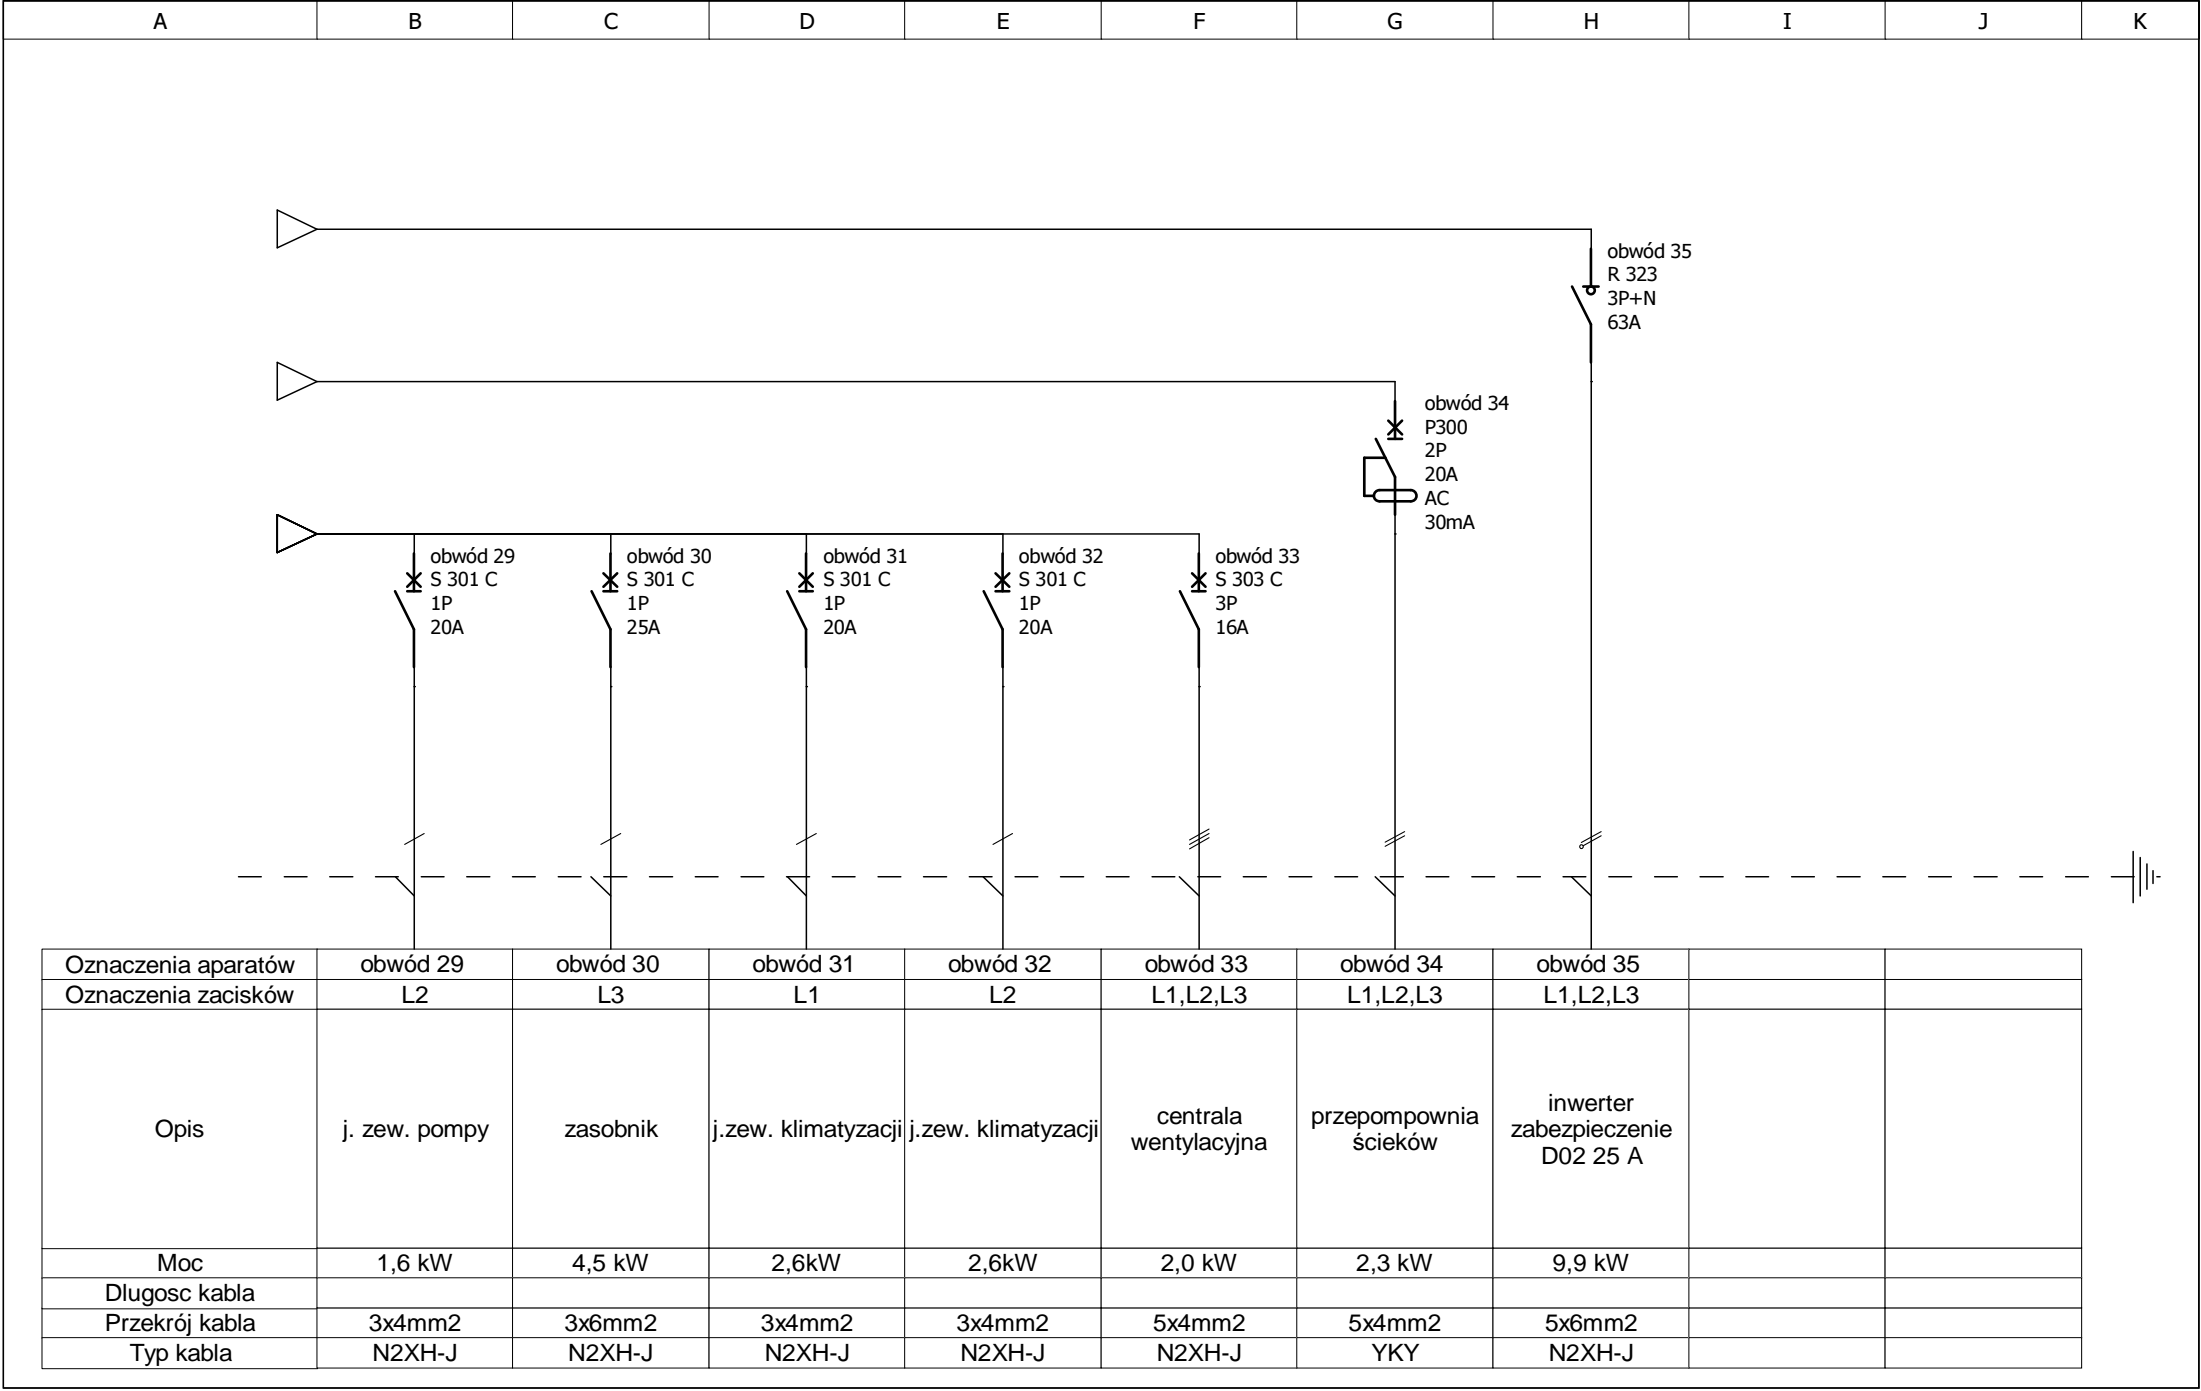 A B C D E F G H I J K
obwód 35
R 323
3P+N
63A
obwód 34
P300
2P
20A
AC
30mA
obwód 29
S 301 C
1P
20A
obwód 30
S 301 C
1P
25A
obwód 31
S 301 C
1P
20A
obwód 32
S 301 C
1P
20A
obwód 33
S 303 C
3P
16A
Oznaczenia aparatów obwód 29 obwód 30 obwód 31 obwód 32 obwód 33 obwód 34 obwód 35
Oznaczenia zacisków L2 L3 L1 L2 L1,L2,L3 L1,L2,L3 L1,L2,L3
Opis
j. zew. pompy
zasobnik
j.zew. klimatyzacji
j.zew. klimatyzacji
centrala
wentylacyjna
przepompownia
ścieków
inwerter
zabezpieczenie
D02 25 A
Moc 1,6 kW 4,5 kW 2,6kW 2,6kW 2,0 kW 2,3 kW 9,9 kW
Dlugosc kabla
Przekrój kabla 3x4mm2 3x6mm2 3x4mm2 3x4mm2 5x4mm2 5x4mm2 5x6mm2
Typ kabla N2XH-J N2XH-J N2XH-J N2XH-J N2XH-J YKY N2XH-J